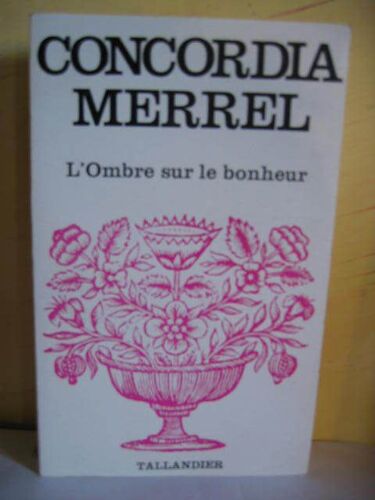 CONCORDIA
MERREL
L'Ombre sur le bonheur
TALLANDIER